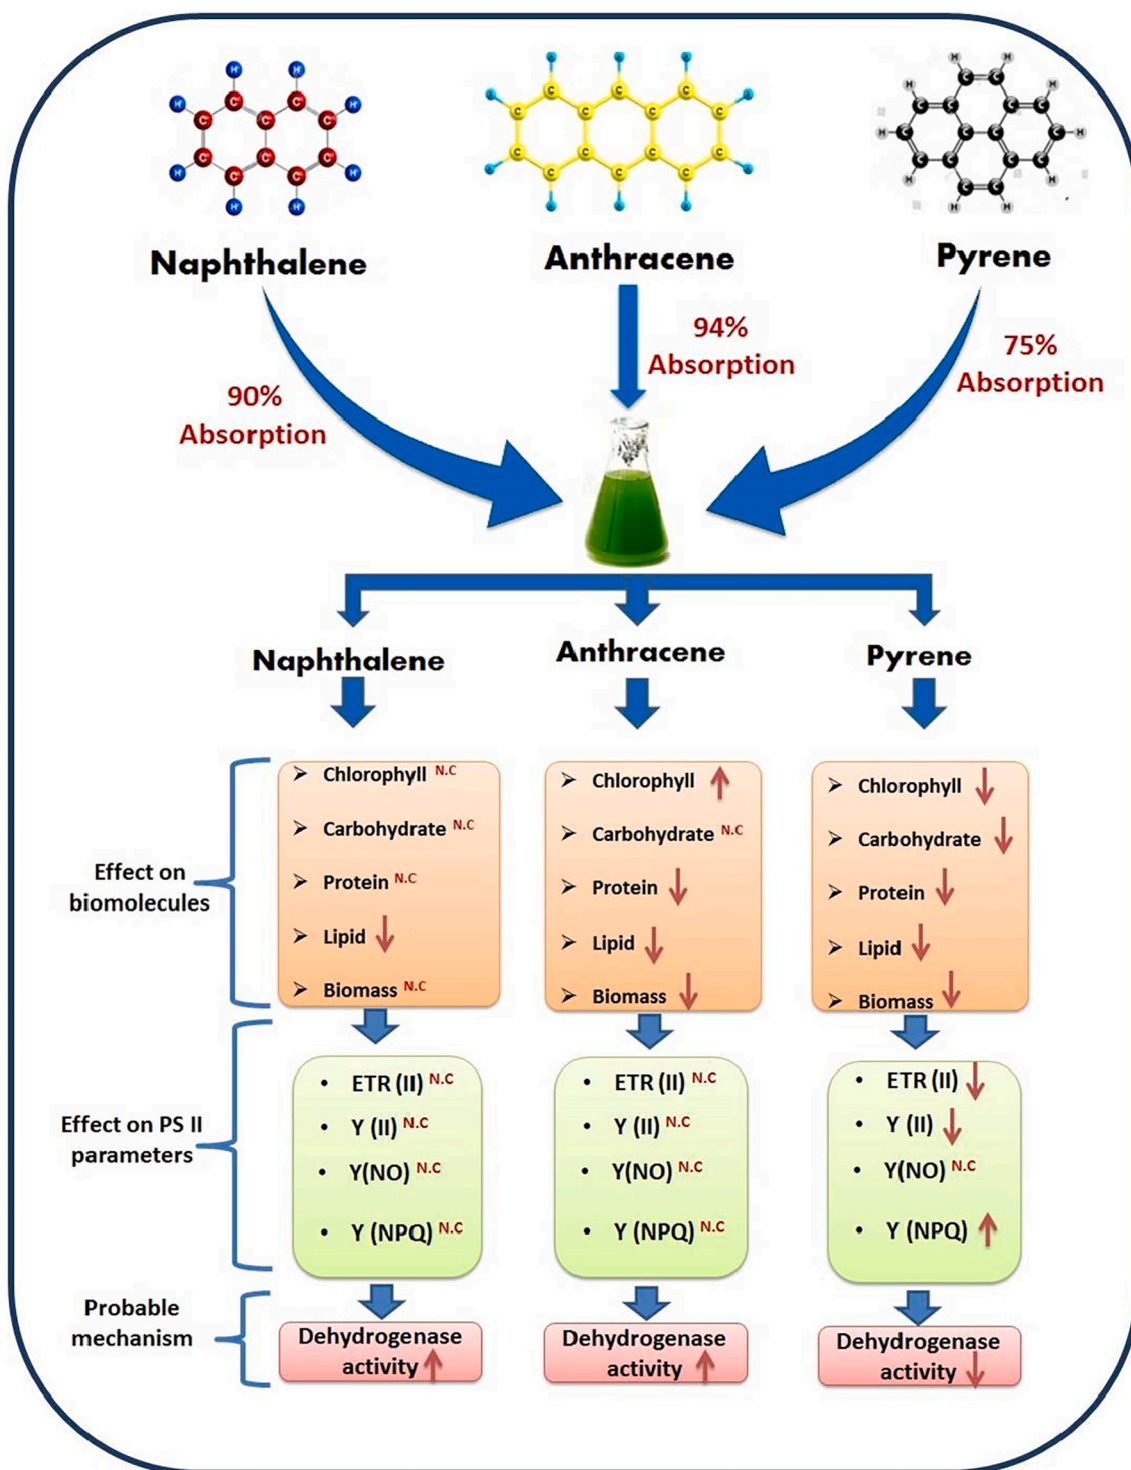 Naphthalene
Anthracene
Pyrene
90%
Absorption
94%
Absorption
75%
Absorption
Naphthalene
Anthracene
Pyrene
Effect on
biomolecules
Chlorophyll N.C
Carbohydrate N.C
Protein N.C
Lipid ↓
Biomass N.C
Chlorophyll ↑
Carbohydrate N.C
Protein ↓
Lipid ↓
Biomass ↓
Chlorophyll ↓
Carbohydrate ↓
Protein ↓
Lipid ↓
Biomass ↓
Effect on PS II
parameters
ETR (II) N.C
Y (II) N.C
Y(NO) N.C
Y (NPQ) N.C
ETR (II) N.C
Y (II) N.C
Y(NO) N.C
Y (NPQ) N.C
ETR (II) ↓
Y (II) ↓
Y(NO) N.C
Y (NPQ) ↑
Probable
mechanism
Dehydrogenase
activity ↑
Dehydrogenase
activity ↑
Dehydrogenase
activity ↓